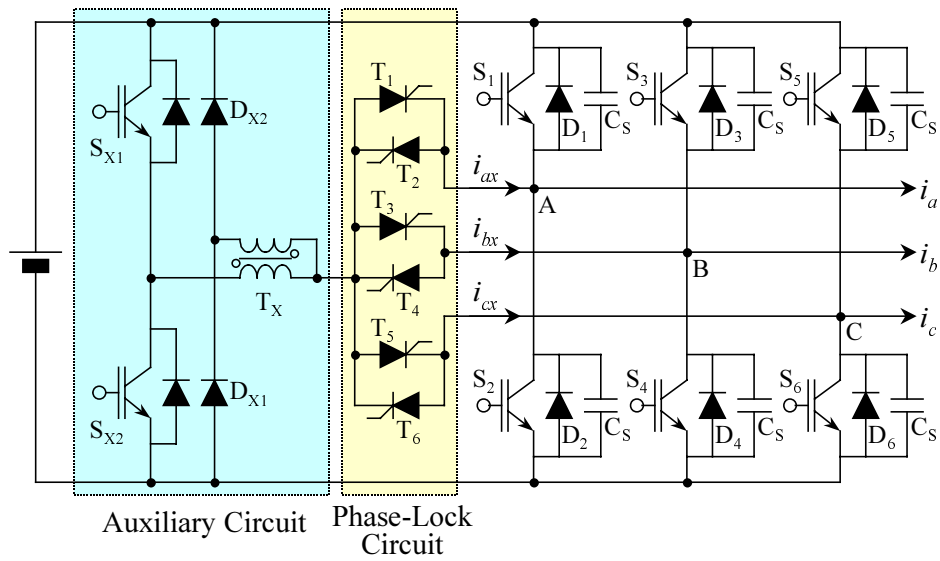 T1
S1
S3
S5
SX1
DX2
D1
CS
D3
CS
D5
CS
T2
iax
ia
A
T3
ibx
ib
B
TX
T4
icx
ic
C
T5
SX2
DX1
S2
S4
S6
D2
CS
D4
CS
D6
CS
T6
Auxiliary Circuit
Phase-Lock
Circuit